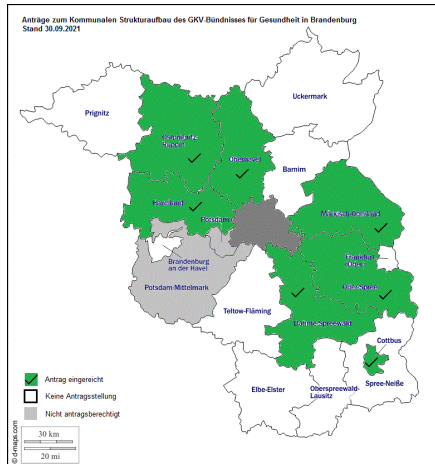 Anträge zum Kommunalen Strukturaufbau des GKV-Bündnisses für Gesundheit in Brandenburg
Stand 30.09.2021
Uckermark
Prignitz
Ostprignitz-
Ruppin
Oberhavel
Barnim
Havelland
Märkisch-Oderland
Potsdam
Frankfurt
(Oder)
Brandenburg
an der Havel
Oder-Spree
Potsdam-Mittelmark
Teltow-Fläming
Dahme-Spreewald
Cottbus
Elbe-Elster
Oberspreewald-
Lausitz
Spree-Neiße
Antrag eingereicht
Keine Antragsstellung
Nicht antragsberechtigt
30 km
20 mi
© d-maps.com